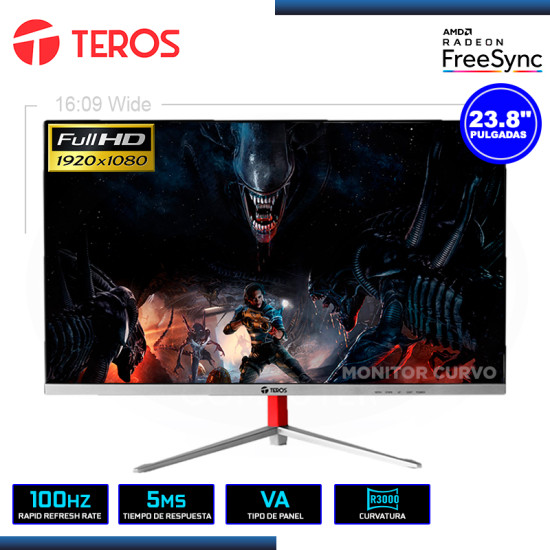 TEROS
AMD
RADEON
FreeSync
16:09 Wide
23.8"
PULGADAS
Full HD
1920x1080
MONITOR CURVO
TEROS
100HZ
RAPID REFRESH RATE
5MS
TIEMPO DE RESPUESTA
VA
TIPO DE PANEL
R3000
CURVATURA